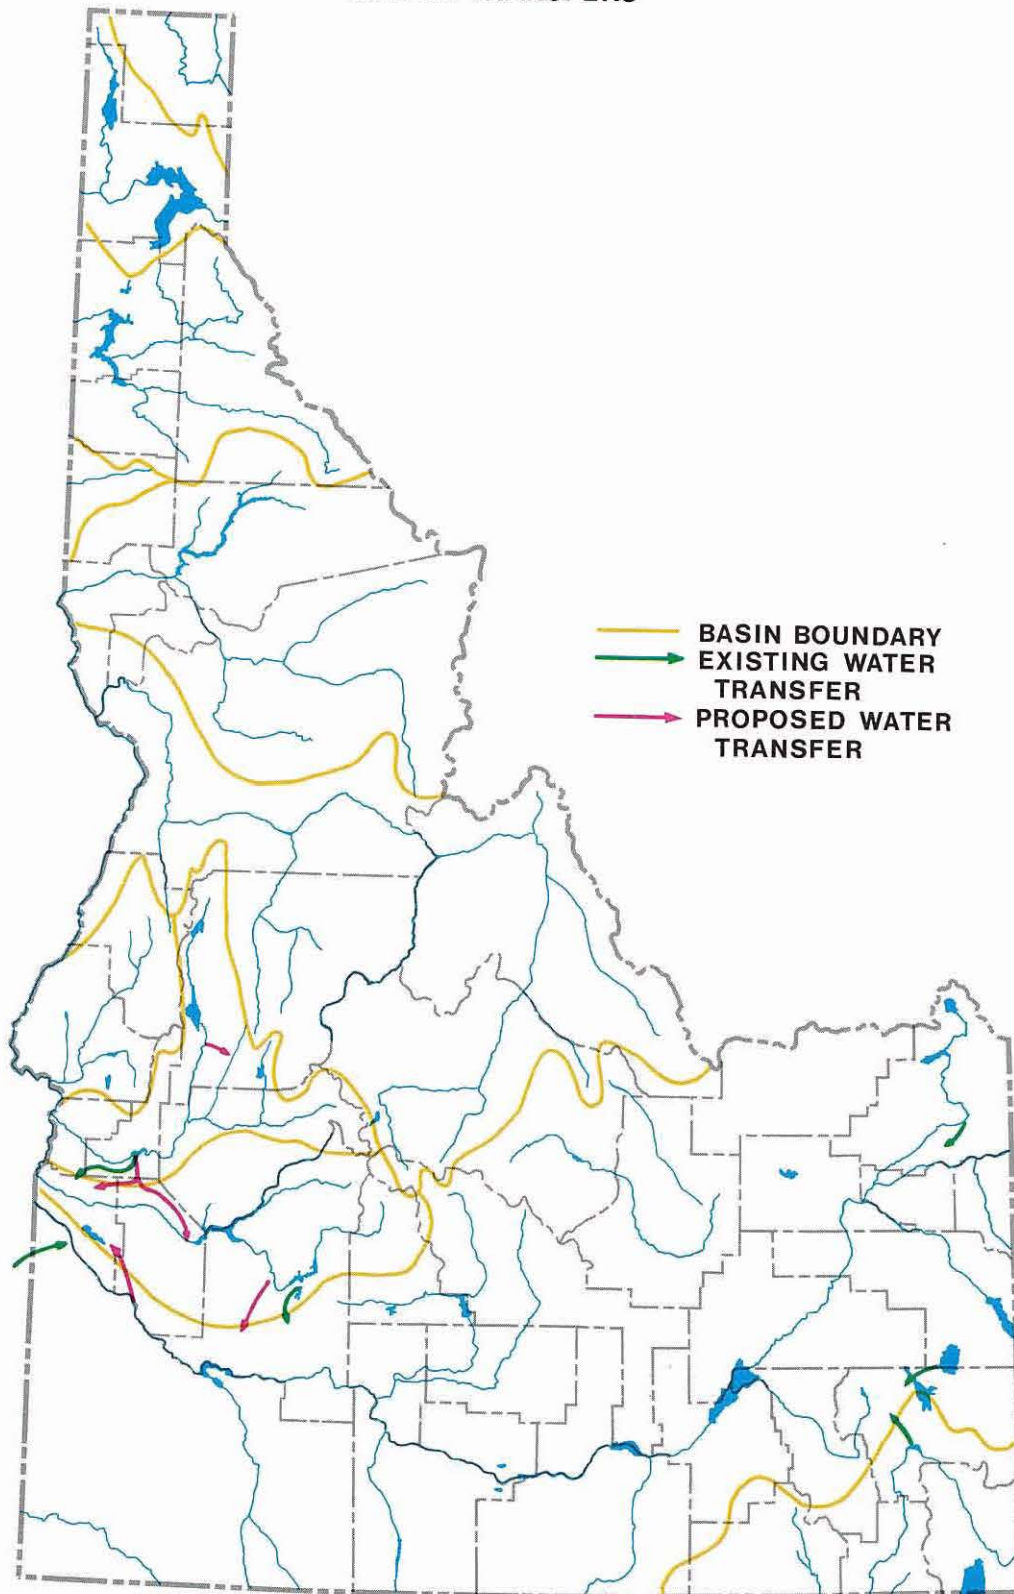 BASIN BOUNDARY
EXISTING WATER
TRANSFER
PROPOSED WATER
TRANSFER